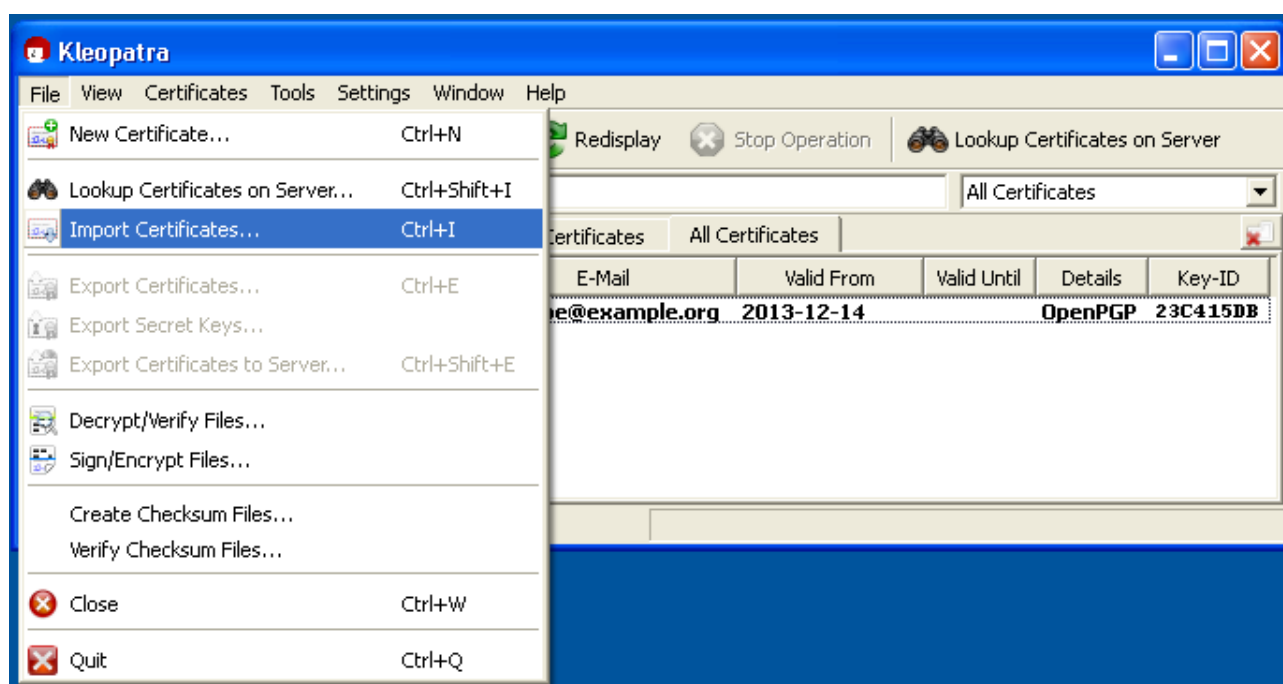 Kleopatra
File View Certificates Tools Settings Window Help
New Certificate... Ctrl+N
Redisplay Stop Operation Lookup Certificates on Server
Lookup Certificates on Server... Ctrl+Shift+I
All Certificates
Import Certificates... Ctrl+I
Certificates All Certificates
E-Mail Valid From Valid Until Details Key-ID
Export Certificates... Ctrl+E
e@example.org 2013-12-14 OpenPGP 23C415DB
Export Secret Keys...
Export Certificates to Server... Ctrl+Shift+E
Decrypt/Verify Files...
Sign/Encrypt Files...
Create Checksum Files...
Verify Checksum Files...
Close Ctrl+W
Quit Ctrl+Q